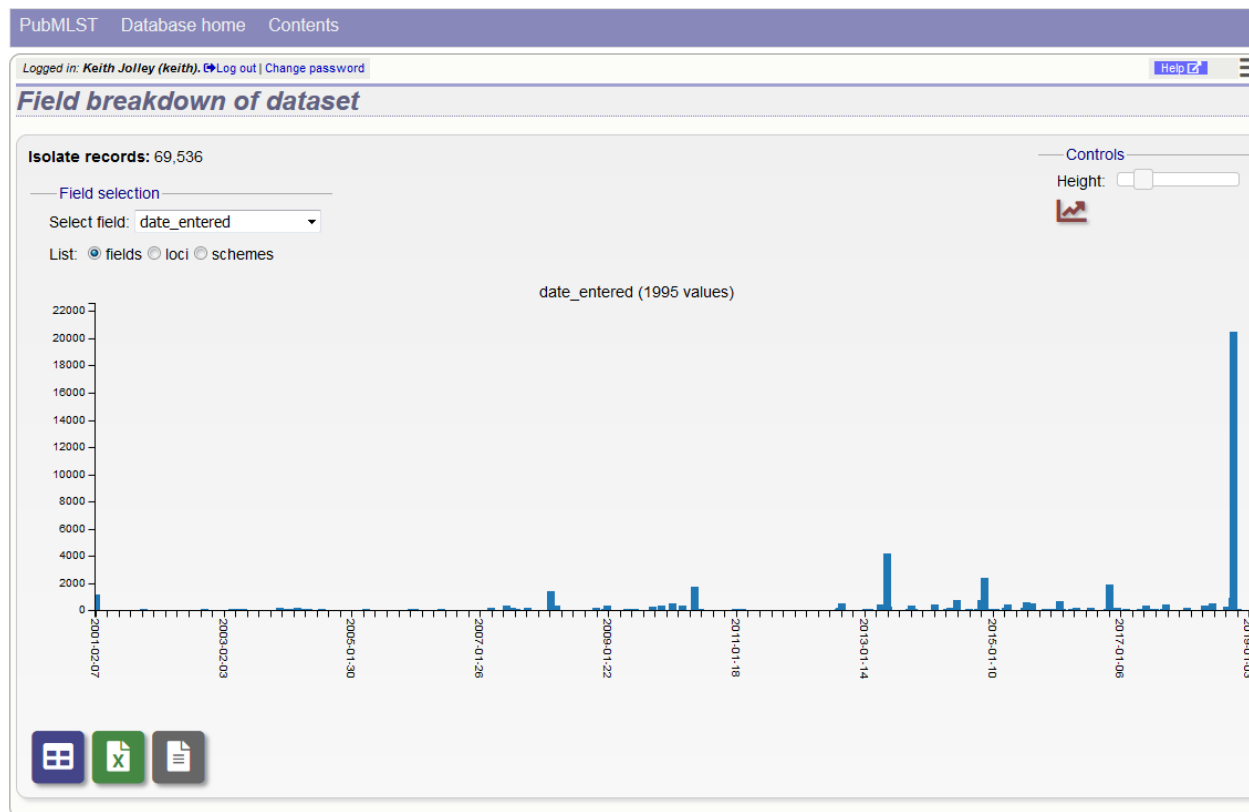 PubMLST Database home Contents
Logged in: Keith Jolley (keith). Log out | Change password
Help
Field breakdown of dataset
Isolate records: 69,536
Controls
Height:
Field selection
Select field: date_entered
List: fields loci schemes
date_entered (1995 values)
22000
20000
18000
16000
14000
12000
10000
8000
6000
4000
2000
0
2001-02-07
2003-02-03
2005-01-30
2007-01-26
2009-01-22
2011-01-18
2013-01-14
2015-01-10
2017-01-06
2019-01-03
X